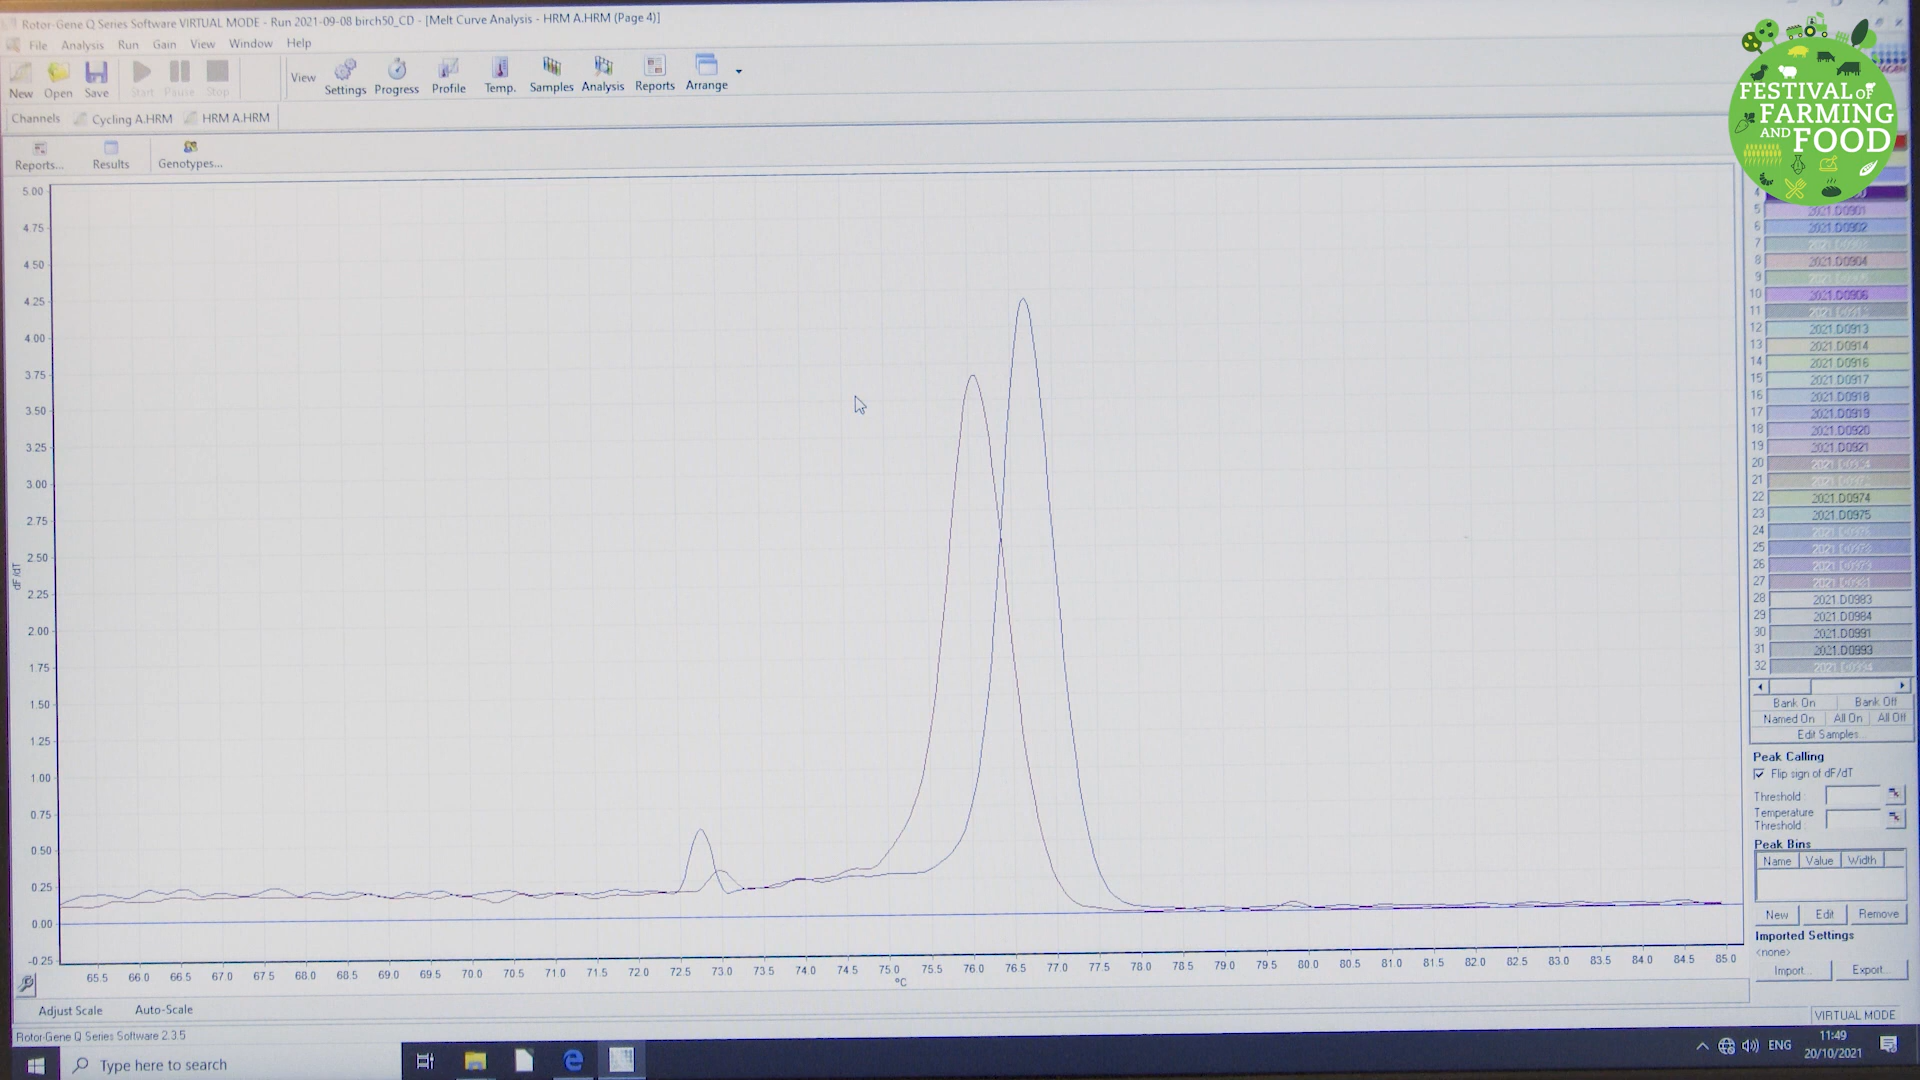 Rotor-Gene Q Series Software VIRTUAL MODE - Run 2021-09-08 birch50_CD - [Melt Curve Analysis - HRM A.HRM (Page 4)]
File Analysis Run Gain View Window Help
New Open Save Start Pause Stop View Settings Progress Profile Temp. Samples Analysis Reports Arrange
Channels Cycling A.HRM HRM A.HRM
Reports... Results Genotypes...
FESTIVAL OF
FARMING
AND FOOD
5.00
4.75
4.50
4.25
4.00
3.75
3.50
3.25
3.00
2.75
2.50
2.25
2.00
1.75
1.50
1.25
1.00
0.75
0.50
0.25
0.00
-0.25
dF/dT
65.5 66.0 66.5 67.0 67.5 68.0 68.5 69.0 69.5 70.0 70.5 71.0 71.5 72.0 72.5 73.0 73.5 74.0 74.5 75.0 75.5 76.0 76.5 77.0 77.5 78.0 78.5 79.0 79.5 80.0 80.5 81.0 81.5 82.0 82.5 83.0 83.5 84.0 84.5 85.0
°C
4
5 2021.D0901
6 2021.D0902
7
8 2021.D0904
9
10 2021.D0906
11
12 2021.D0913
13 2021.D0914
14 2021.D0916
15 2021.D0917
16 2021.D0918
17 2021.D0919
18 2021.D0920
19 2021.D0921
20
21
22 2021.D0974
23 2021.D0975
24
25
26
27
28 2021.D0983
29 2021.D0984
30 2021.D0991
31 2021.D0993
32
Bank On Bank Off
Named On All On All Off
Edit Samples...
Peak Calling
Flip sign of dF/dT
Threshold
Temperature
Threshold
Peak Bins
Name Value Width
New Edit Remove
Imported Settings
<none>
Import... Export...
Adjust Scale Auto-Scale
VIRTUAL MODE
Rotor-Gene Q Series Software 2.3.5
Type here to search
ENG
11:49
20/10/2021